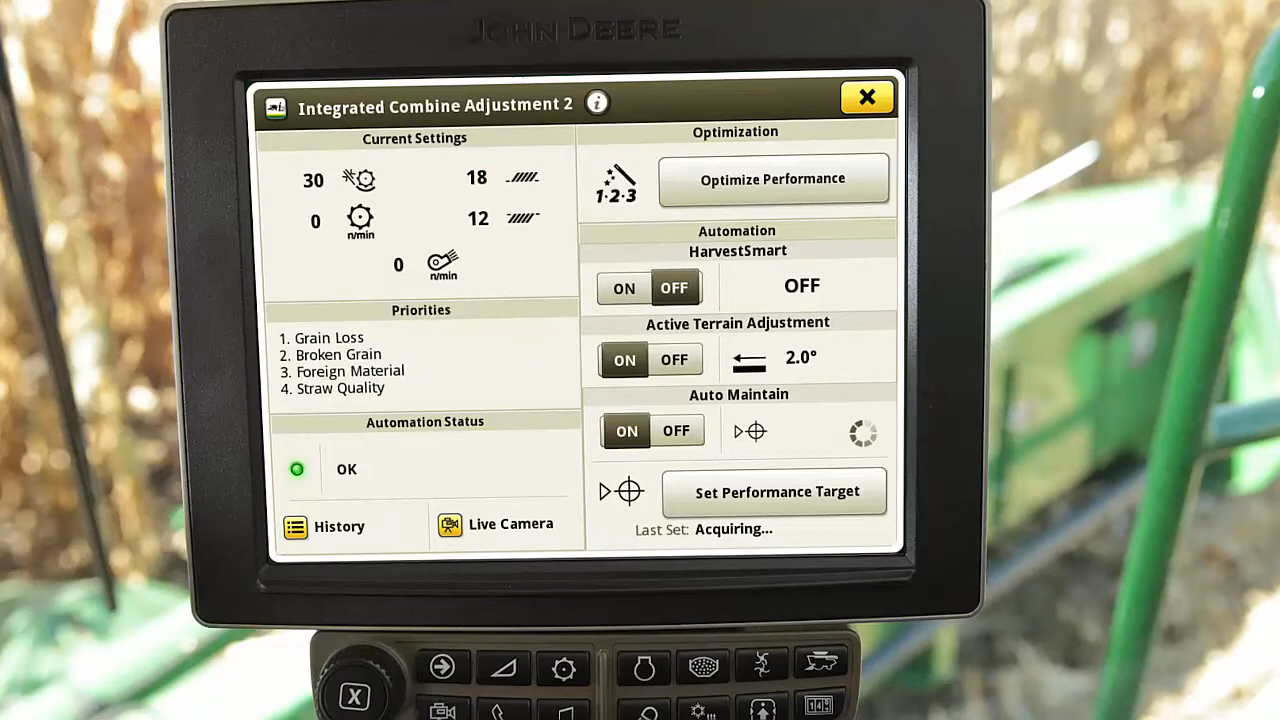 JOHN DEERE
Integrated Combine Adjustment 2
i
Current Settings
30
18
0
n/min
12
0
n/min
Priorities
1. Grain Loss
2. Broken Grain
3. Foreign Material
4. Straw Quality
Automation Status
OK
History
Live Camera
Optimization
1·2·3
Optimize Performance
Automation
HarvestSmart
ON OFF
OFF
Active Terrain Adjustment
ON OFF
2.0°
Auto Maintain
ON OFF
Set Performance Target
Last Set: Acquiring...
X